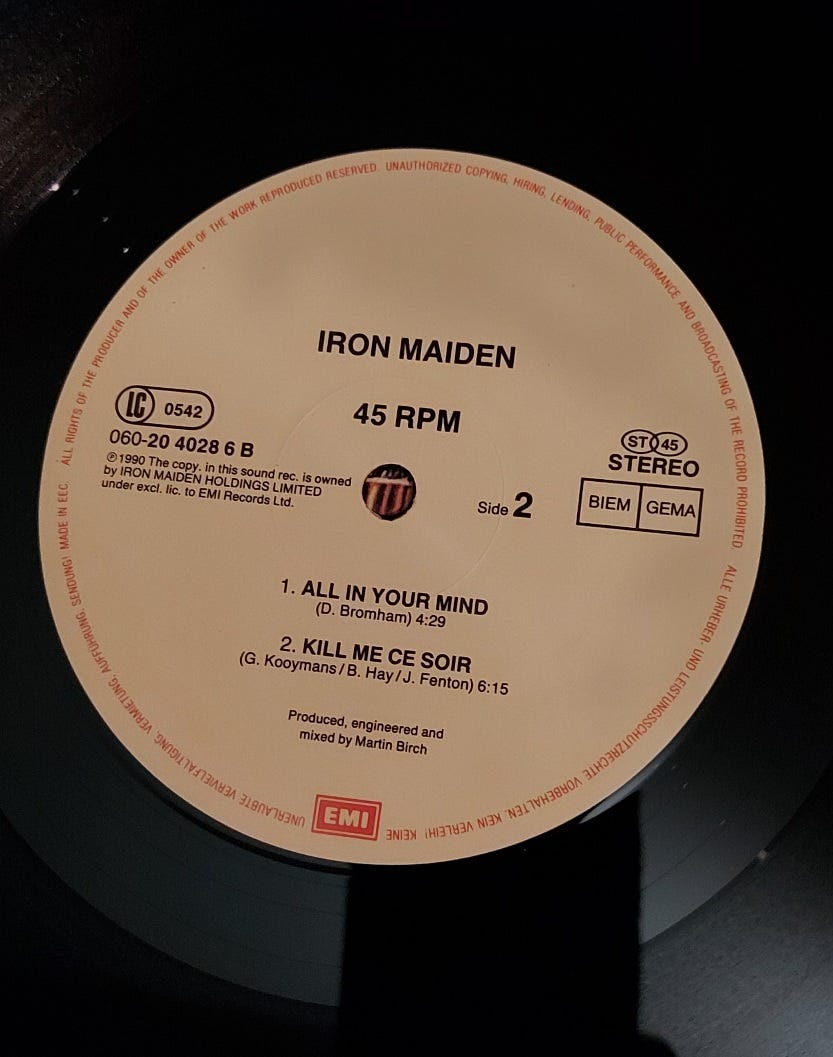 ALL RIGHTS OF THE PRODUCER AND OF THE OWNER OF THE WORK REPRODUCED RESERVED. UNAUTHORIZED COPYING, HIRING, LENDING, PUBLIC PERFORMANCE AND BROADCASTING OF THE RECORD PROHIBITED.
IRON MAIDEN
LC 0542
45 RPM
060-20 4028 6 B
℗ 1990 The copy. in this sound rec. is owned
by IRON MAIDEN HOLDINGS LIMITED
under excl. lic. to EMI Records Ltd.
ST 45
STEREO
BIEM GEMA
Side 2
1. ALL IN YOUR MIND
(D. Bromham) 4:29
2. KILL ME CE SOIR
(G. Kooymans/B. Hay/J. Fenton) 6:15
Produced, engineered and
mixed by Martin Birch
EMI
ALLE URHEBER- UND LEISTUNGSSCHUTZRECHTE VORBEHALTEN. KEIN VERLEIH! KEINE UNERLAUBTE VERVIELFÄLTIGUNG, VERMIETUNG, AUFFÜHRUNG, SENDUNG! MADE IN EEC.